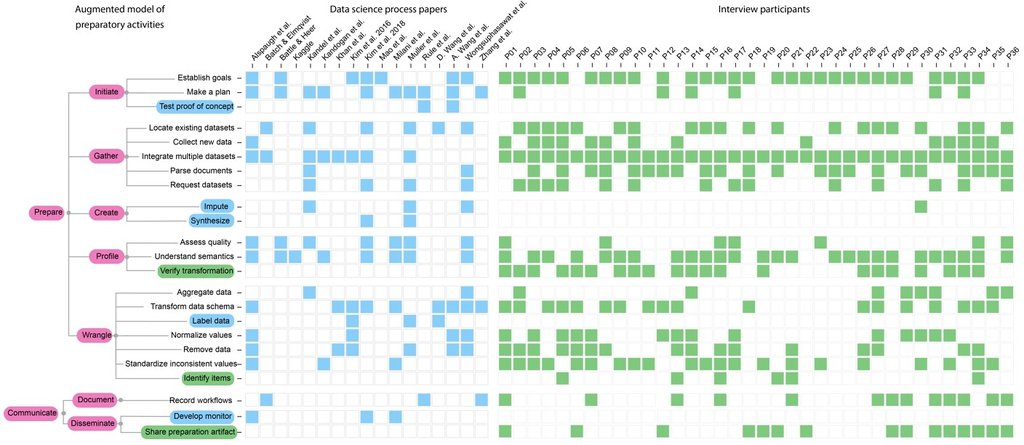 Augmented model of
preparatory activities
Data science process papers
Interview participants
Alspaugh et al.
Batch & Elmqvist
Battle & Heer
Kaggle
Kandel et al.
Kandogan et al.
Khan et al.
Kim et al. 2016
Kim et al. 2018
Mao et al.
Milani et al.
Muller et al.
Rule et al.
D. Wang et al.
A. Wang et al.
Wongsuphasawat et al.
Zhang et al.
P01 P02 P03 P04 P05 P06 P07 P08 P09 P10 P11 P12 P13 P14 P15 P16 P17 P18 P19 P20 P21 P22 P23 P24 P25 P26 P27 P28 P29 P30 P31 P32 P33 P34 P35 P36
Establish goals
Initiate
Make a plan
Test proof of concept
Locate existing datasets
Collect new data
Gather
Integrate multiple datasets
Parse documents
Request datasets
Impute
Prepare
Create
Synthesize
Assess quality
Profile
Understand semantics
Verify transformation
Aggregate data
Transform data schema
Label data
Wrangle
Normalize values
Remove data
Standardize inconsistent values
Identify items
Document
Record workflows
Communicate
Develop monitor
Disseminate
Share preparation artifact